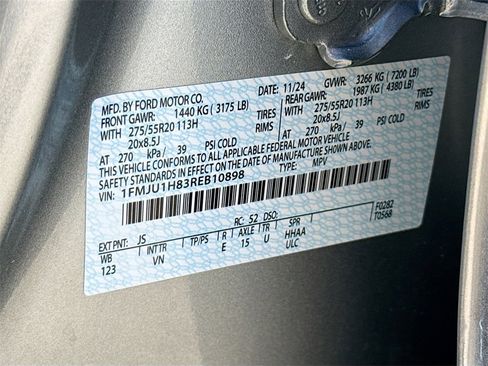 MFD. BY FORD MOTOR CO.
DATE: 11/24 GVWR: 3266 KG ( 7200 LB)
FRONT GAWR: 1440 KG ( 3175 LB)
REAR GAWR: 1987 KG( 4380 LB)
WITH 275/55R20 113H TIRES
WITH 275/55R20 113H TIRES
20x8.5J RIMS
20x8.5J RIMS
AT 270 kPa/ 39 PSI COLD
AT 270 kPa/ 39 PSI COLD
THIS VEHICLE CONFORMS TO ALL APPLICABLE FEDERAL MOTOR VEHICLE
SAFETY STANDARDS IN EFFECT ON THE DATE OF MANUFACTURE SHOWN ABOVE.
VIN: 1FMJU1H83REB10898 TYPE: MPV
F0282
T0568
EXT PNT: JS RC: 52 DSO:
WB INTTR TP/PS R AXLE TR SPR
123 VN E 15 U HHAA
ULC